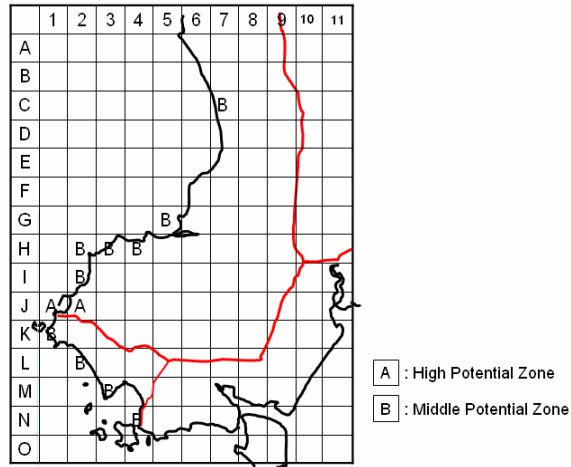 1 2 3 4 5 6 7 8 9 10 11
A
B
C B
D
E
F
G B
H B B B
I B
J A A
K B
L B
M B
N B
O
A : High Potential Zone
B : Middle Potential Zone